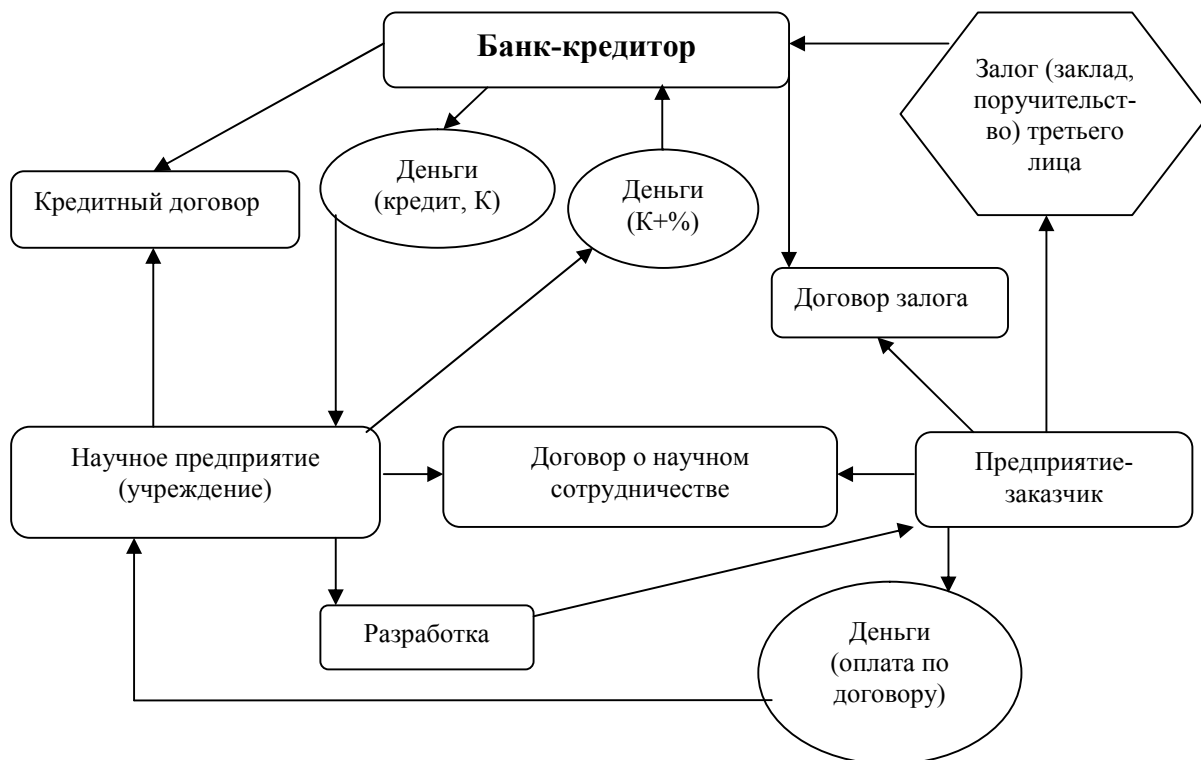 Банк-кредитор
Залог (заклад,
поручительст-
во) третьего
лица
Деньги
(кредит, К)
Деньги
(К+%)
Кредитный договор
Договор залога
Научное предприятие
(учреждение)
Договор о научном
сотрудничестве
Предприятие-
заказчик
Разработка
Деньги
(оплата по
договору)